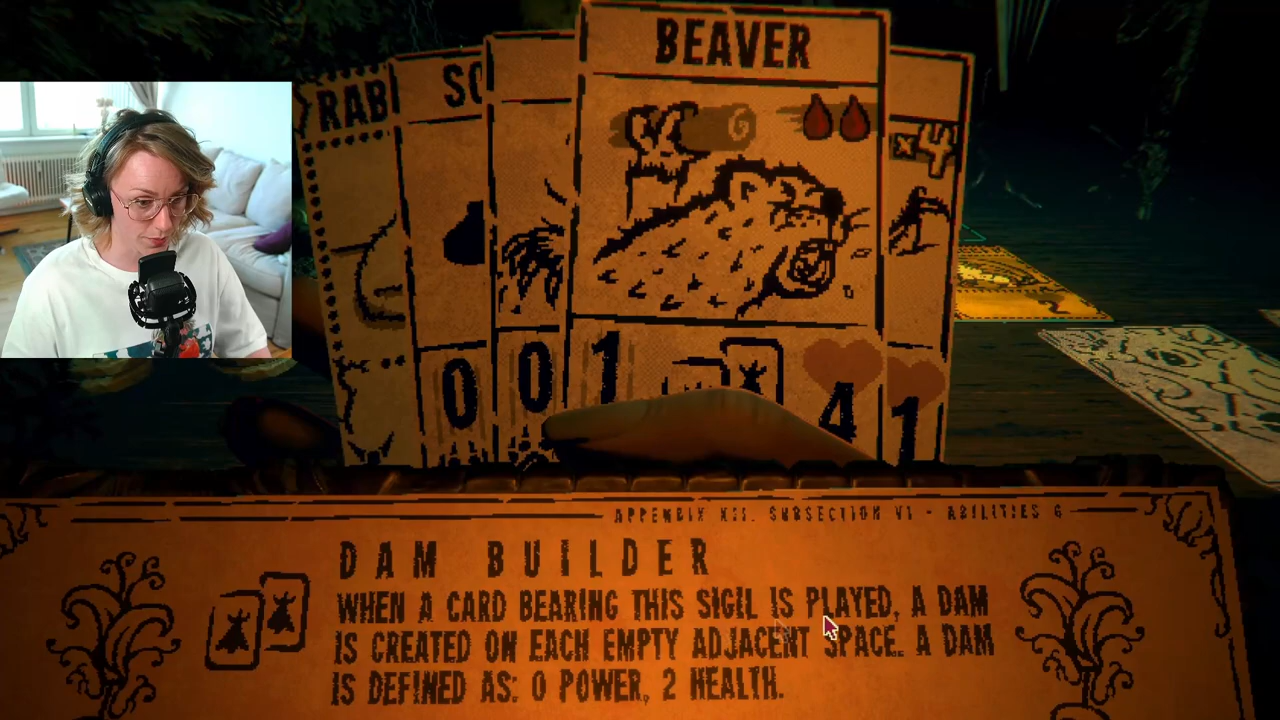 BEAVER
RAB
SC
×4
0
0
1
4
1
APPENDIX XII. SUBSECTION VI - ABILITIES 6
DAM BUILDER
WHEN A CARD BEARING THIS SIGIL IS PLAYED, A DAM
IS CREATED ON EACH EMPTY ADJACENT SPACE. A DAM
IS DEFINED AS: 0 POWER, 2 HEALTH.